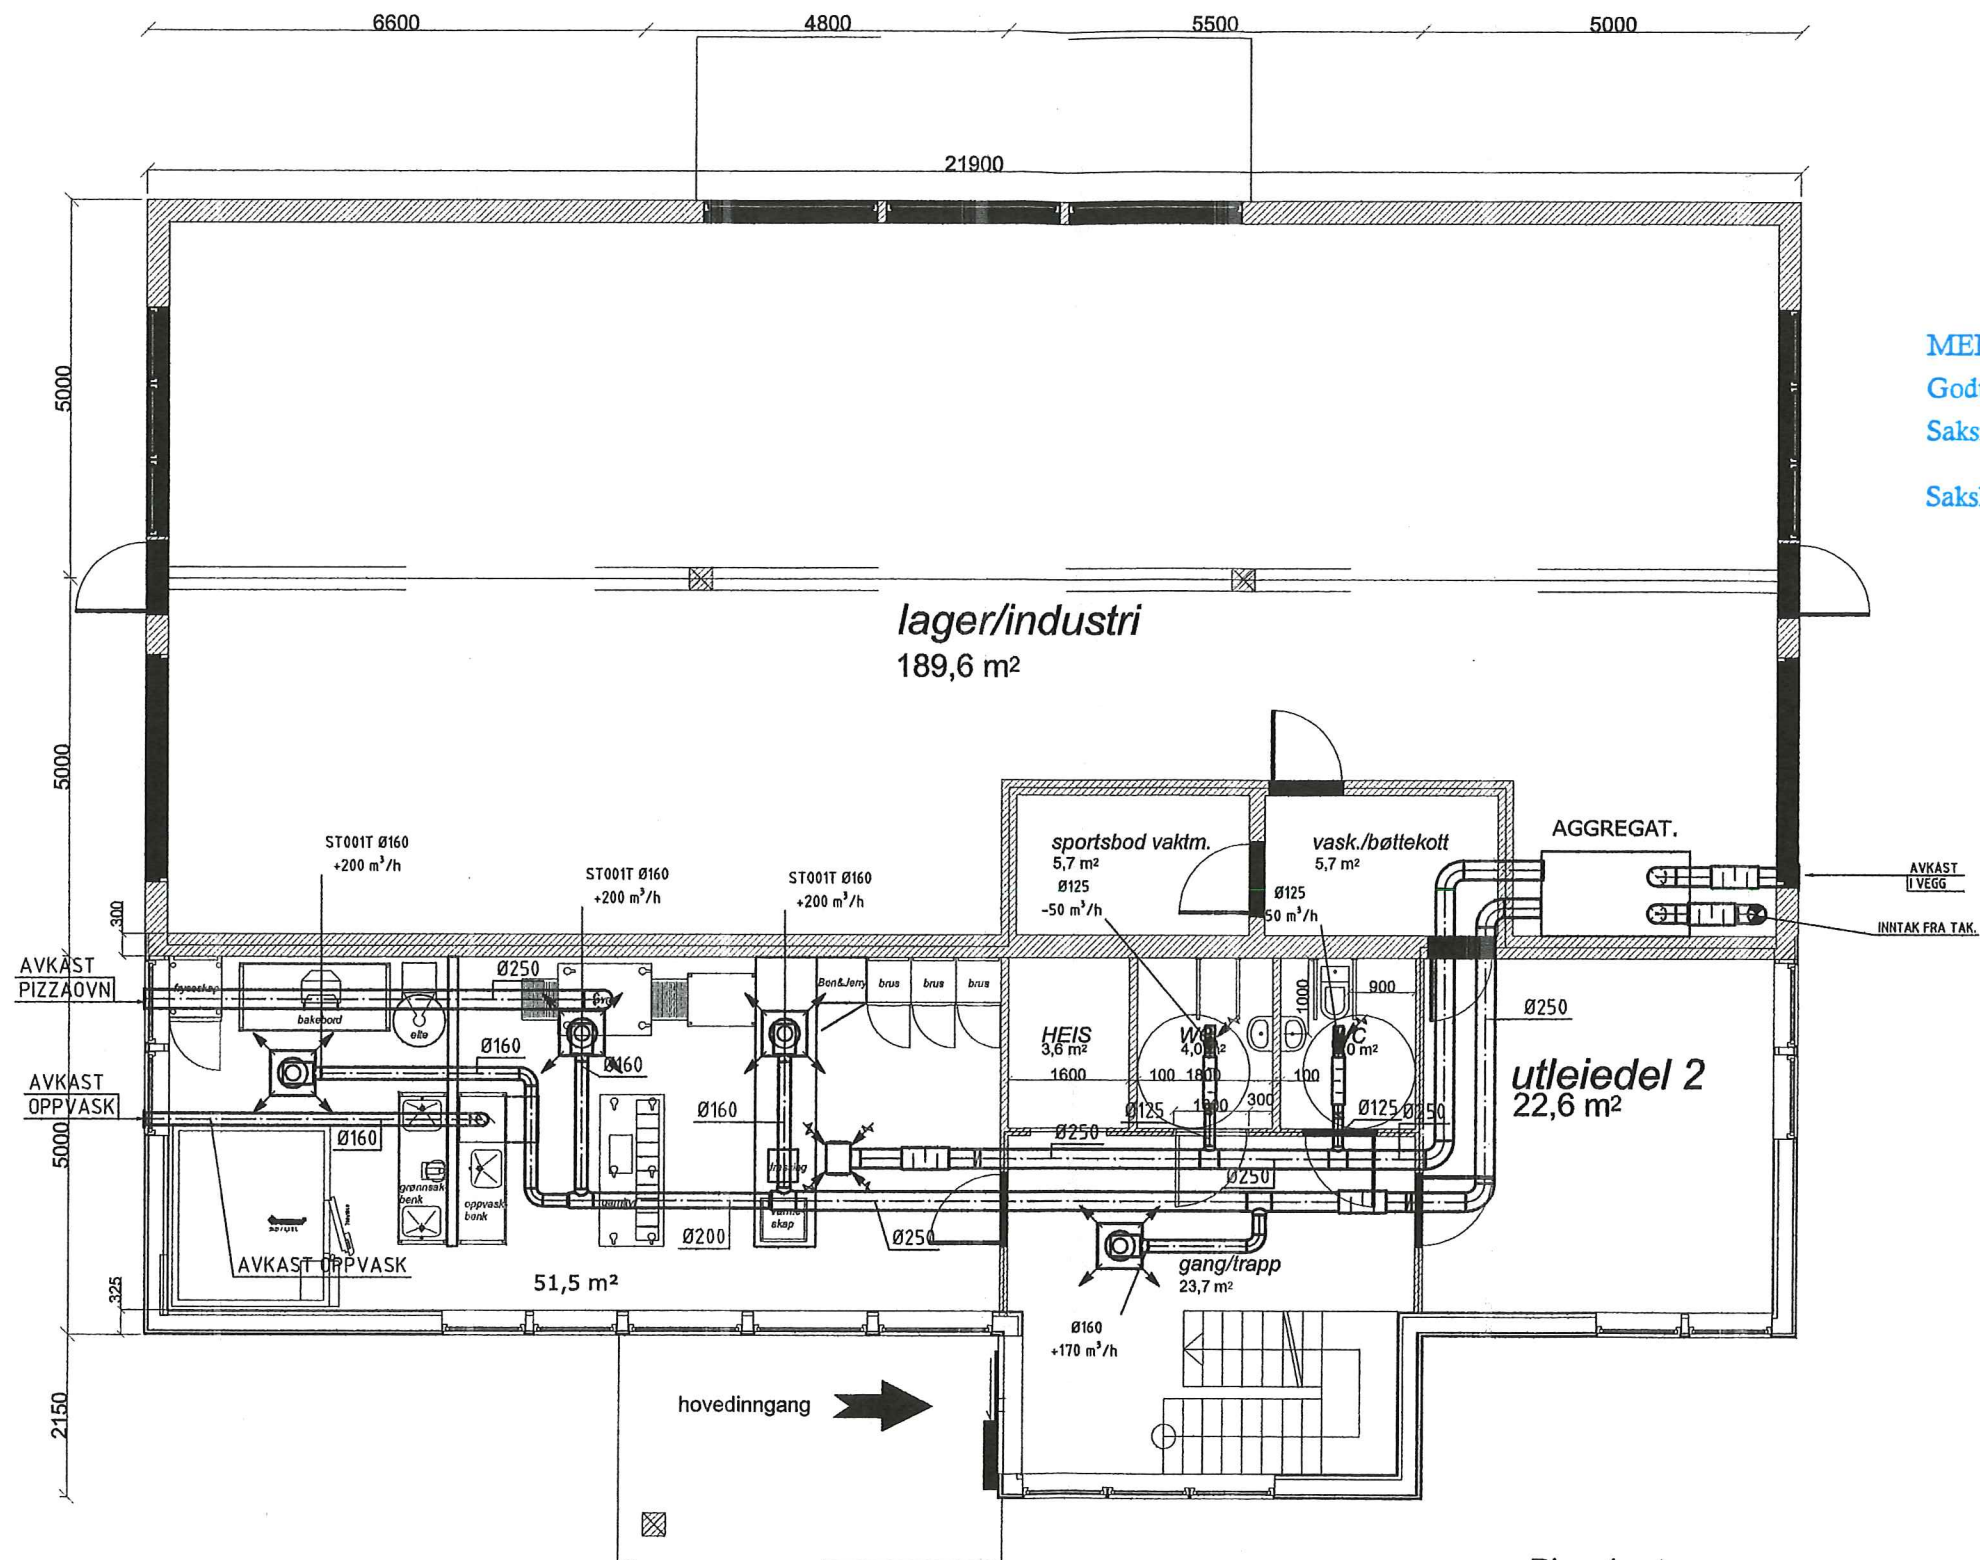 6600
4800
5500
5000
21900
5000
5000
300
5000
325
2150
lager/industri
189,6 m²
ST001T Ø160
+200 m³/h
ST001T Ø160
+200 m³/h
ST001T Ø160
+200 m³/h
sportsbod vaktm.
5,7 m²
Ø125
-50 m³/h
vask./bøttekott
5,7 m²
Ø125
50 m³/h
AGGREGAT.
AVKAST
I VEGG
INNTAK FRA TAK.
AVKAST
PIZZAOVN
Ø250
bakebord
elte
Ben&Jerry
brus
brus
brus
HEIS
3,6 m²
1600
4,0
100
1800
100
1000
900
300
Ø125
Ø125
Ø250
Ø250
utleiedel 2
22,6 m²
AVKAST
OPPVASK
Ø160
Ø160
Ø160
Ø160
Ø250
Ø250
grønnsak
benk
oppvask
benk
skap
Ø200
Ø250
AVKAST OPPVASK
51,5 m²
gang/trapp
23,7 m²
Ø160
+170 m³/h
hovedinngang
Saks